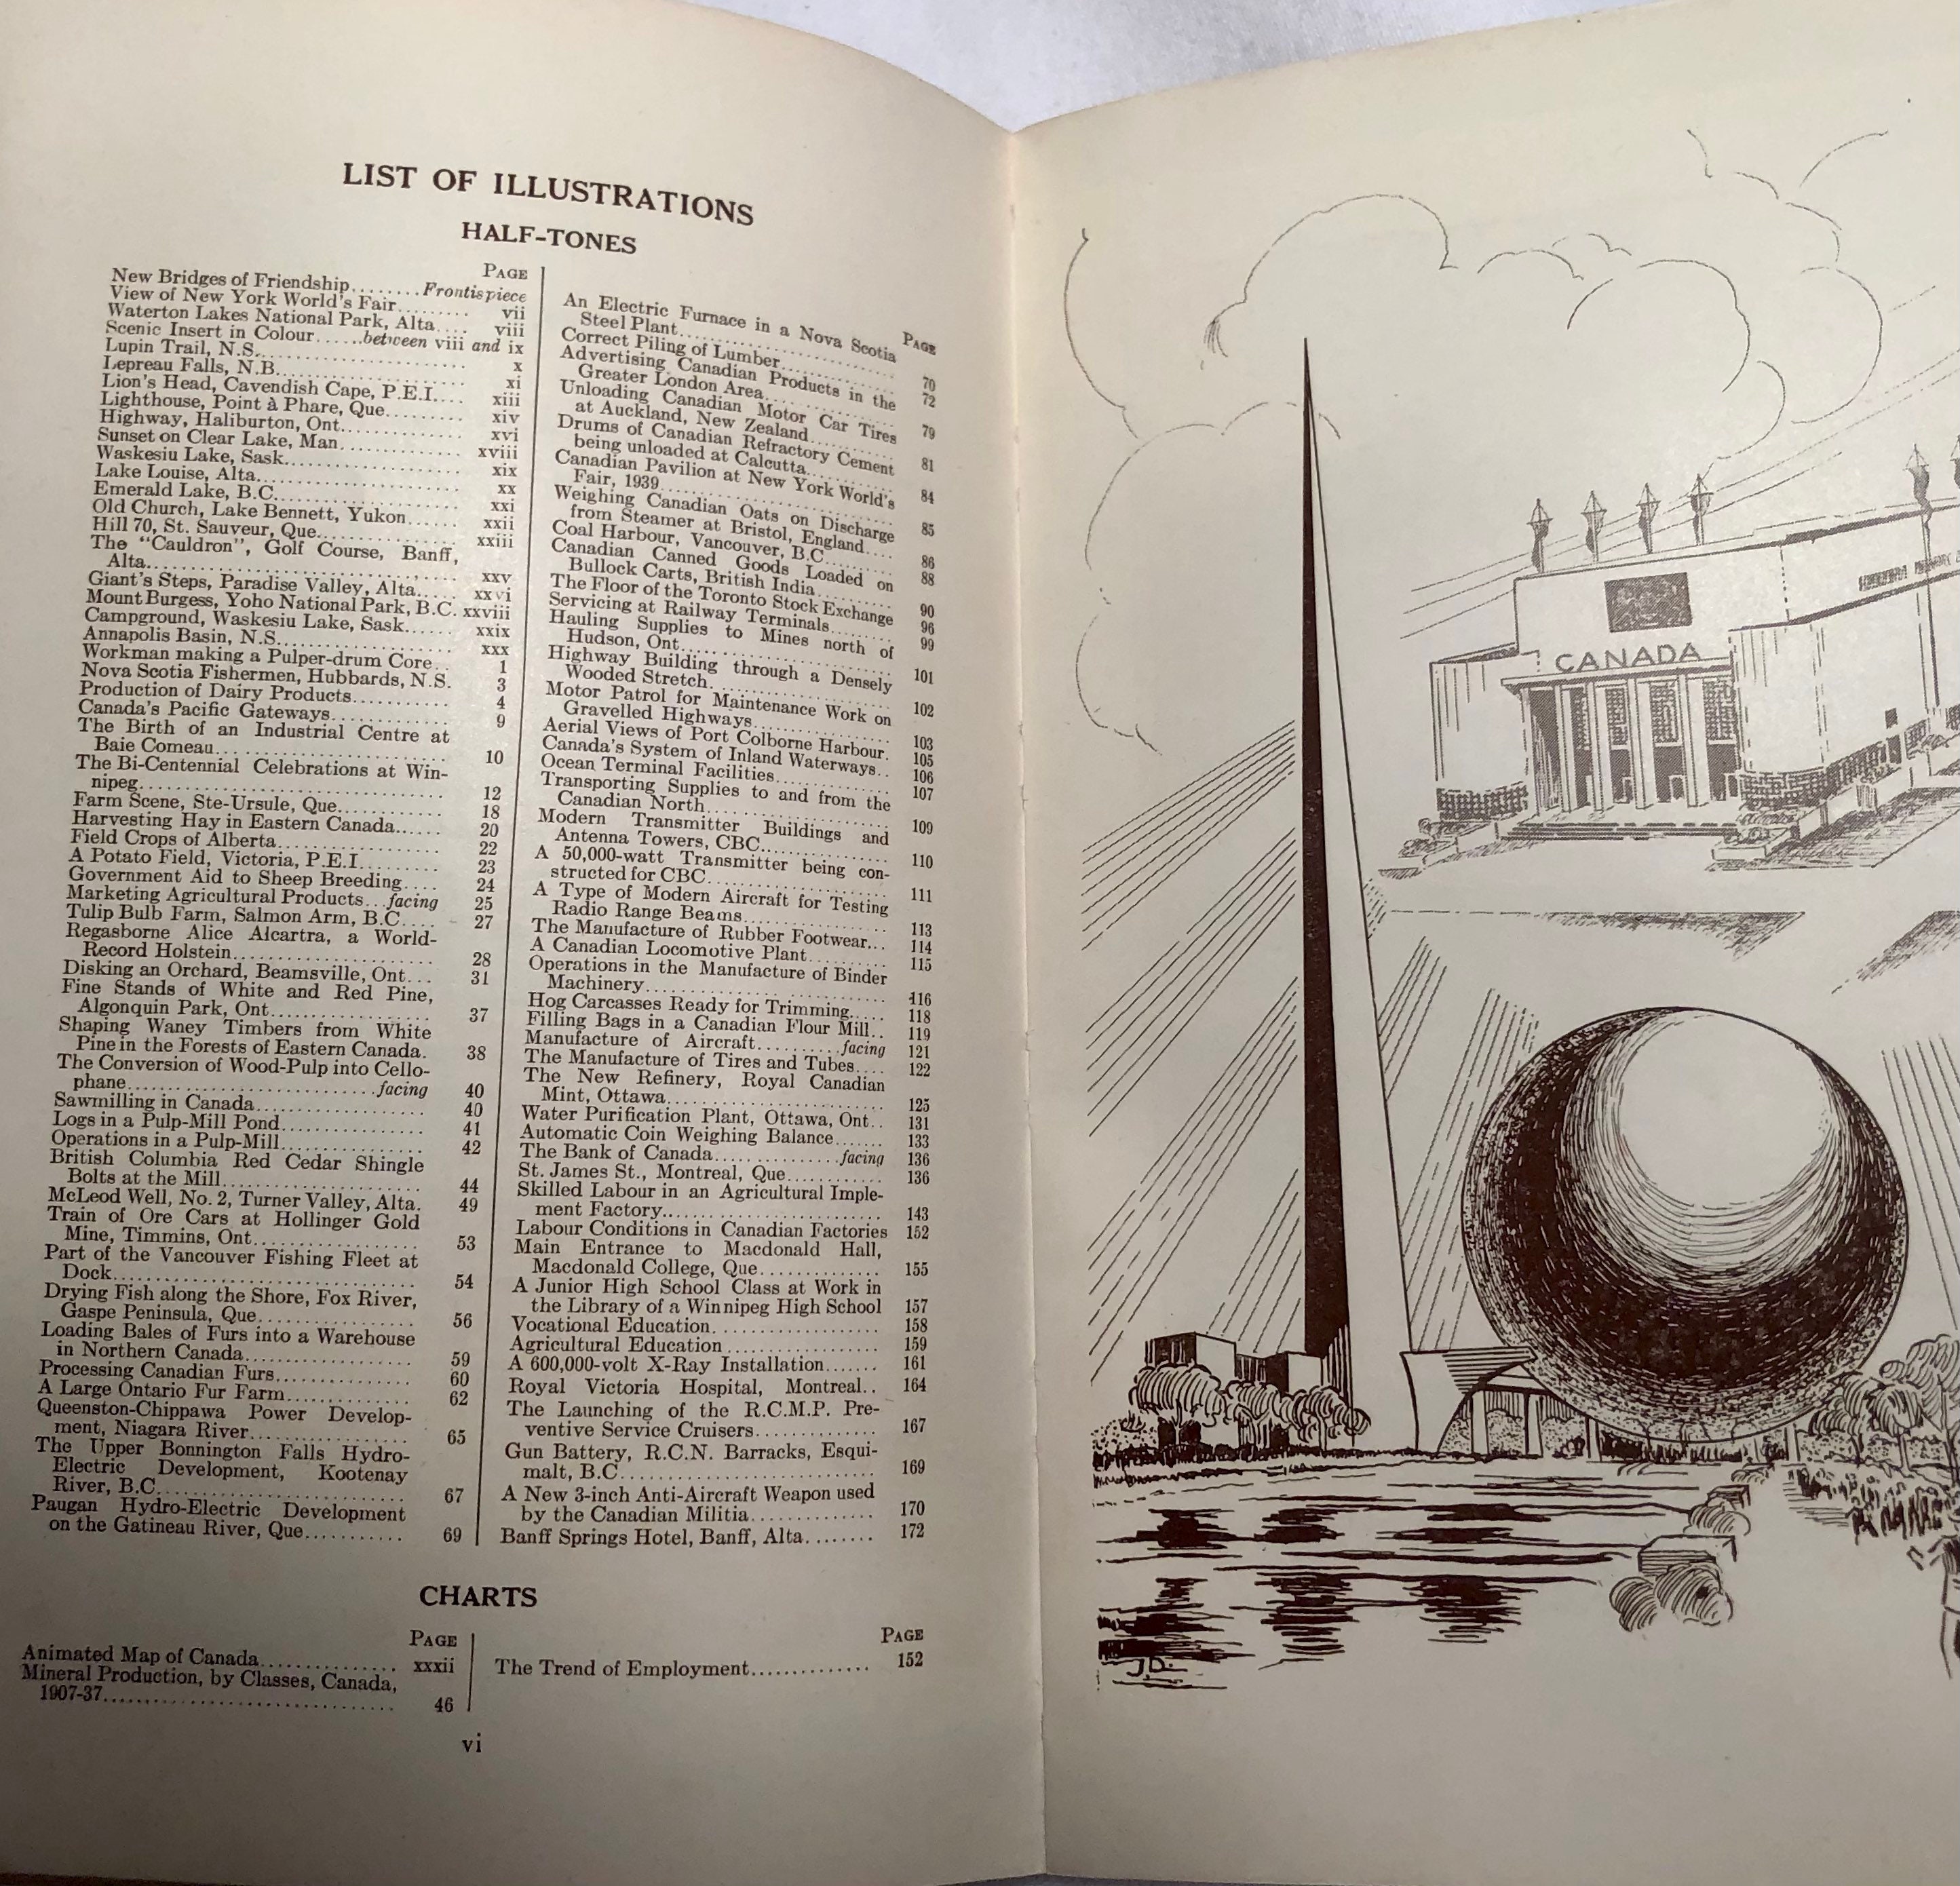 LIST OF ILLUSTRATIONS
HALF-TONES
PAGE
New Bridges of Friendship........Frontispiece
View of New York World's Fair......... vii
Waterton Lakes National Park, Alta.... viii
Scenic Insert in Colour......between viii and ix
Lupin Trail, N.S......................... x
Lepreau Falls, N.B....................... xi
Lion's Head, Cavendish Cape, P.E.I.... xiii
Lighthouse, Point à Phare, Que......... xiv
Highway, Haliburton, Ont............... xvi
Sunset on Clear Lake, Man............. xviii
Waskesiu Lake, Sask.................... xix
Lake Louise, Alta....................... xx
Emerald Lake, B.C...................... xxi
Old Church, Lake Bennett, Yukon...... xxii
Hill 70, St. Sauveur, Que............... xxiii
The "Cauldron", Golf Course, Banff,
Alta................................. xxv
Giant's Steps, Paradise Valley, Alta..... xxvi
Mount Burgess, Yoho National Park, B.C. xxviii
Campground, Waskesiu Lake, Sask...... xxix
Annapolis Basin, N.S................... xxx
Workman making a Pulper-drum Core.. 1
Nova Scotia Fishermen, Hubbards, N.S. 3
Production of Dairy Products........... 4
Canada's Pacific Gateways............. 9
The Birth of an Industrial Centre at
Baie Comeau........................ 10
The Bi-Centennial Celebrations at Win-
nipeg............................... 12
Farm Scene, Ste-Ursule, Que........... 18
Harvesting Hay in Eastern Canada...... 20
Field Crops of Alberta.................. 22
A Potato Field, Victoria, P.E.I......... 23
Government Aid to Sheep Breeding.... 24
Marketing Agricultural Products...facing 25
Tulip Bulb Farm, Salmon Arm, B.C.... 27
Regasborne Alice Alcartra, a World-
Record Holstein...................... 28
Disking an Orchard, Beamsville, Ont... 31
Fine Stands of White and Red Pine,
Algonquin Park, Ont................. 37
Shaping Waney Timbers from White
Pine in the Forests of Eastern Canada. 38
The Conversion of Wood-Pulp into Cello-
phane..........................facing 40
Sawmilling in Canada.................. 40
Logs in a Pulp-Mill Pond............... 41
Operations in a Pulp-Mill............... 42
British Columbia Red Cedar Shingle
Bolts at the Mill..................... 44
McLeod Well, No. 2, Turner Valley, Alta. 49
Train of Ore Cars at Hollinger Gold
Mine, Timmins, Ont................. 53
Part of the Vancouver Fishing Fleet at
Dock................................ 54
Drying Fish along the Shore, Fox River,
Gaspe Peninsula, Que................ 56
Loading Bales of Furs into a Warehouse
in Northern Canada.................. 59
Processing Canadian Furs............... 60
A Large Ontario Fur Farm............. 62
Queenston-Chippawa Power Develop-
ment, Niagara River................. 65
The Upper Bonnington Falls Hydro-
Electric Development, Kootenay
River, B.C.......................... 67
Paugan Hydro-Electric Development
on the Gatineau River, Que........... 69
PAGE
An Electric Furnace in a Nova Scotia
Steel Plant.......................... 70
Correct Piling of Lumber............... 72
Advertising Canadian Products in the
Greater London Area................ 79
Unloading Canadian Motor Car Tires
at Auckland, New Zealand........... 81
Drums of Canadian Refractory Cement
being unloaded at Calcutta........... 84
Canadian Pavilion at New York World's
Fair, 1939........................... 85
Weighing Canadian Oats on Discharge
from Steamer at Bristol, England.... 86
Coal Harbour, Vancouver, B.C.......... 88
Canadian Canned Goods Loaded on
Bullock Carts, British India.......... 90
The Floor of the Toronto Stock Exchange 96
Servicing at Railway Terminals......... 99
Hauling Supplies to Mines north of
Hudson, Ont........................ 101
Highway Building through a Densely
Wooded Stretch..................... 102
Motor Patrol for Maintenance Work on
Gravelled Highways................. 103
Aerial Views of Port Colborne Harbour. 105
Canada's System of Inland Waterways.. 106
Ocean Terminal Facilities............... 107
Transporting Supplies to and from the
Canadian North..................... 109
Modern Transmitter Buildings and
Antenna Towers, CBC............... 110
A 50,000-watt Transmitter being con-
structed for CBC.................... 111
A Type of Modern Aircraft for Testing
Radio Range Beams................. 113
The Manufacture of Rubber Footwear... 114
A Canadian Locomotive Plant.......... 115
Operations in the Manufacture of Binder
Machinery.......................... 116
Hog Carcasses Ready for Trimming..... 118
Filling Bags in a Canadian Flour Mill.. 119
Manufacture of Aircraft..........facing 121
The Manufacture of Tires and Tubes.... 122
The New Refinery, Royal Canadian
Mint, Ottawa........................ 125
Water Purification Plant, Ottawa, Ont.. 131
Automatic Coin Weighing Balance....... 133
The Bank of Canada...............facing 136
St. James St., Montreal, Que............ 136
Skilled Labour in an Agricultural Imple-
ment Factory........................ 143
Labour Conditions in Canadian Factories 152
Main Entrance to Macdonald Hall,
Macdonald College, Que............. 155
A Junior High School Class at Work in
the Library of a Winnipeg High School 157
Vocational Education.................... 158
Agricultural Education.................. 159
A 600,000-volt X-Ray Installation....... 161
Royal Victoria Hospital, Montreal.. 164
The Launching of the R.C.M.P. Pre-
ventive Service Cruisers............. 167
Gun Battery, R.C.N. Barracks, Esqui-
malt, B.C........................... 169
A New 3-inch Anti-Aircraft Weapon used
by the Canadian Militia.............. 170
Banff Springs Hotel, Banff, Alta......... 172
CHARTS
PAGE
Animated Map of Canada.............. xxxii
Mineral Production, by Classes, Canada,
1907-37............................. 46
PAGE
The Trend of Employment............. 152
vi
CANADA
J.D.